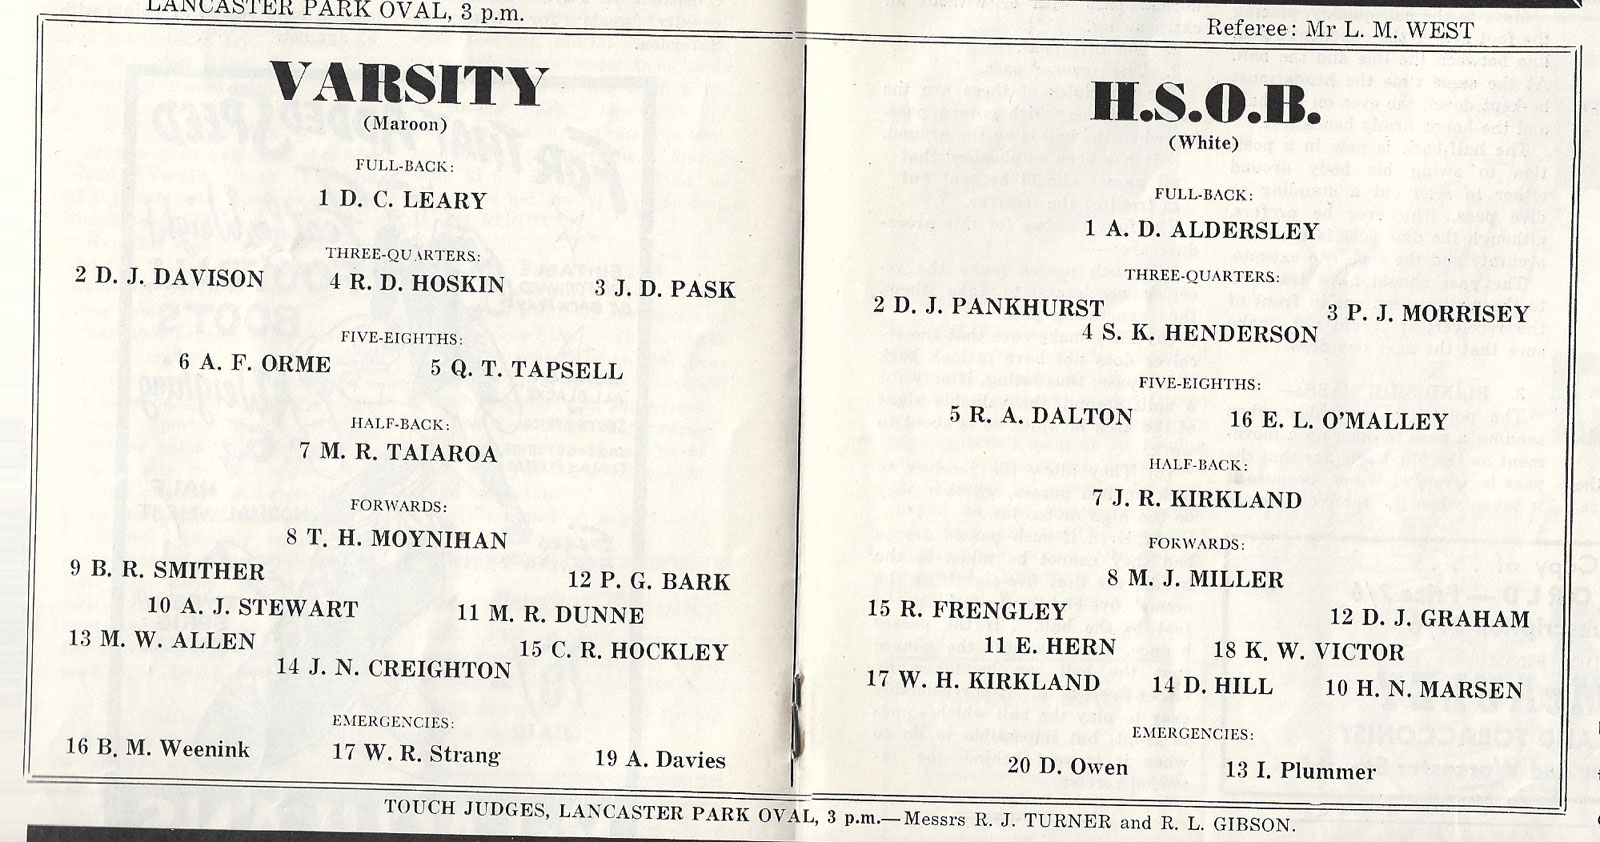 LANCASTER PARK OVAL, 3 p.m.
Referee: Mr L. M. WEST
VARSITY
(Maroon)
FULL-BACK:
1 D. C. LEARY
THREE-QUARTERS:
2 D. J. DAVISON 4 R. D. HOSKIN 3 J. D. PASK
FIVE-EIGHTHS:
6 A. F. ORME 5 Q. T. TAPSELL
HALF-BACK:
7 M. R. TAIAROA
FORWARDS:
8 T. H. MOYNIHAN
9 B. R. SMITHER 12 P. G. BARK
10 A. J. STEWART 11 M. R. DUNNE
13 M. W. ALLEN 15 C. R. HOCKLEY
14 J. N. CREIGHTON
EMERGENCIES:
16 B. M. Weenink 17 W. R. Strang 19 A. Davies
H.S.O.B.
(White)
FULL-BACK:
1 A. D. ALDERSLEY
THREE-QUARTERS:
2 D. J. PANKHURST 3 P. J. MORRISEY
4 S. K. HENDERSON
FIVE-EIGHTHS:
5 R. A. DALTON 16 E. L. O'MALLEY
HALF-BACK:
7 J. R. KIRKLAND
FORWARDS:
8 M. J. MILLER
15 R. FRENGLEY 12 D. J. GRAHAM
11 E. HERN 18 K. W. VICTOR
17 W. H. KIRKLAND 14 D. HILL 10 H. N. MARSEN
EMERGENCIES:
20 D. Owen 13 I. Plummer
TOUCH JUDGES, LANCASTER PARK OVAL, 3 p.m.—Messrs R. J. TURNER and R. L. GIBSON.